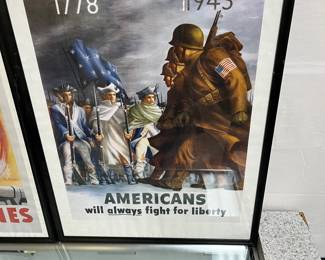 1778 1943
AMERICANS
will always fight for liberty